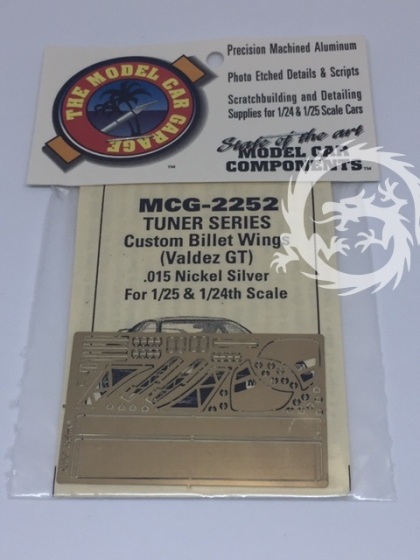 THE MODEL CAR GARAGE
TM
Precision Machined Aluminum
Photo Etched Details & Scripts
Scratchbuilding and Detailing
Supplies for 1/24 & 1/25 Scale Cars
State of the art
MODEL CAR
COMPONENTS TM
MCG-2252
TUNER SERIES
Custom Billet Wings
(Valdez GT)
.015 Nickel Silver
For 1/25 & 1/24th Scale